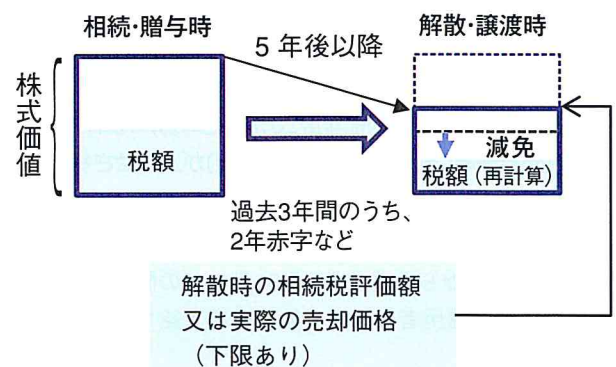 相続・贈与時
5年後以降
解散・譲渡時
株式価値
税額
減免
税額(再計算)
過去3年間のうち、
2年赤字など
解散時の相続税評価額
又は実際の売却価格
(下限あり)